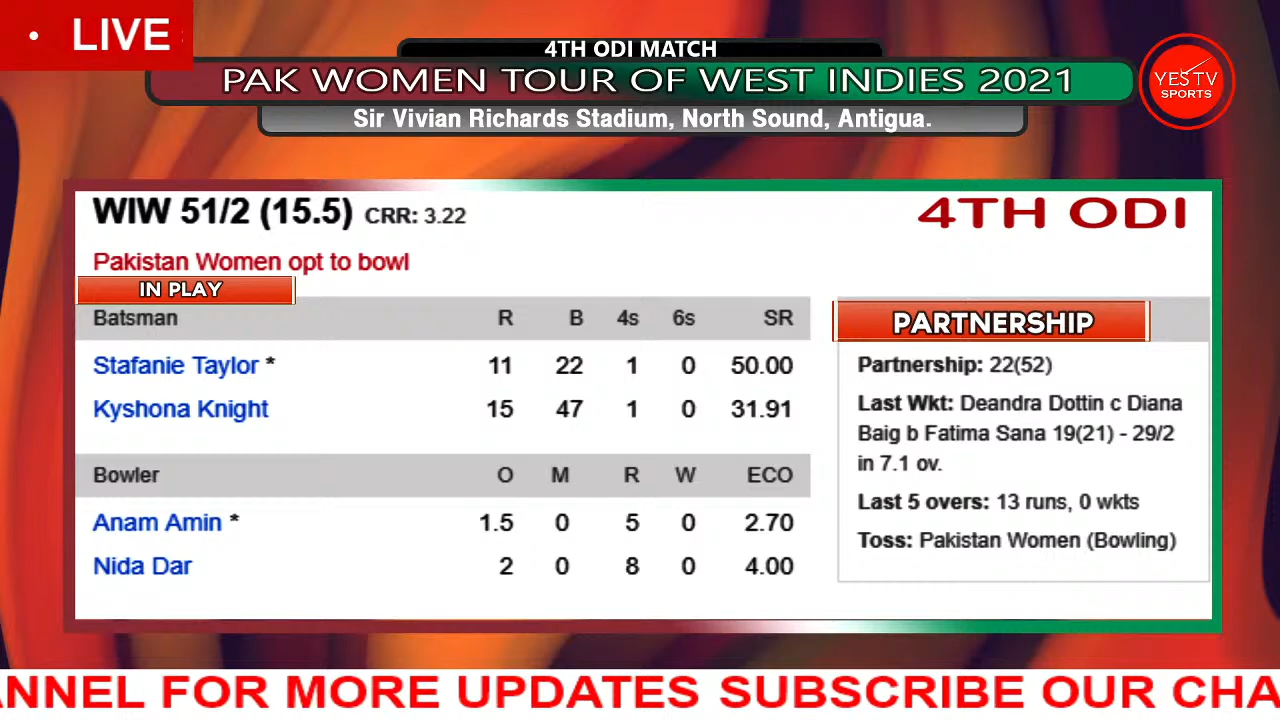 • LIVE
4TH ODI MATCH
PAK WOMEN TOUR OF WEST INDIES 2021
Sir Vivian Richards Stadium, North Sound, Antigua.
YESTV
SPORTS
WIW 51/2 (15.5) CRR: 3.22
4TH ODI
Pakistan Women opt to bowl
IN PLAY
Batsman R B 4s 6s SR
Stafanie Taylor * 11 22 1 0 50.00
Kyshona Knight 15 47 1 0 31.91
Bowler O M R W ECO
Anam Amin * 1.5 0 5 0 2.70
Nida Dar 2 0 8 0 4.00
PARTNERSHIP
Partnership: 22(52)
Last Wkt: Deandra Dottin c Diana
Baig b Fatima Sana 19(21) - 29/2
in 7.1 ov.
Last 5 overs: 13 runs, 0 wkts
Toss: Pakistan Women (Bowling)
ANNEL FOR MORE UPDATES SUBSCRIBE OUR CHA